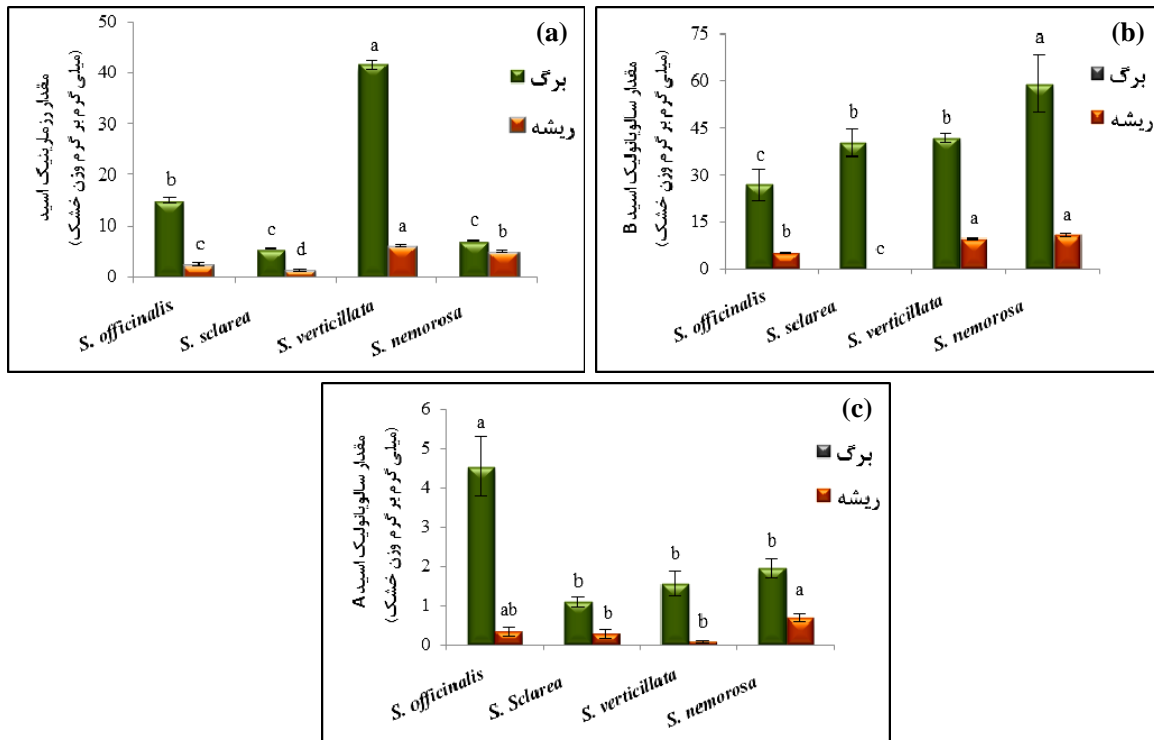 (a)
مقدار رزمارینیک اسید
(میلی گرم بر گرم وزن خشک)
50
40
30
20
10
0
برگ
ریشه
b
c
c
d
a
a
c
b
S. officinalis
S. sclarea
S. verticillata
S. nemorosa
(b)
مقدار سالویانولیک اسید B
(میلی گرم بر گرم وزن خشک)
75
60
45
30
15
0
برگ
ریشه
c
b
b
c
b
a
a
a
S. officinalis
S. sclarea
S. verticillata
S. nemorosa
(c)
مقدار سالویانولیک اسید A
(میلی گرم بر گرم وزن خشک)
6
5
4
3
2
1
0
برگ
ریشه
a
ab
b
b
b
b
b
a
S. officinalis
S. Sclarea
S. verticillata
S. nemorosa